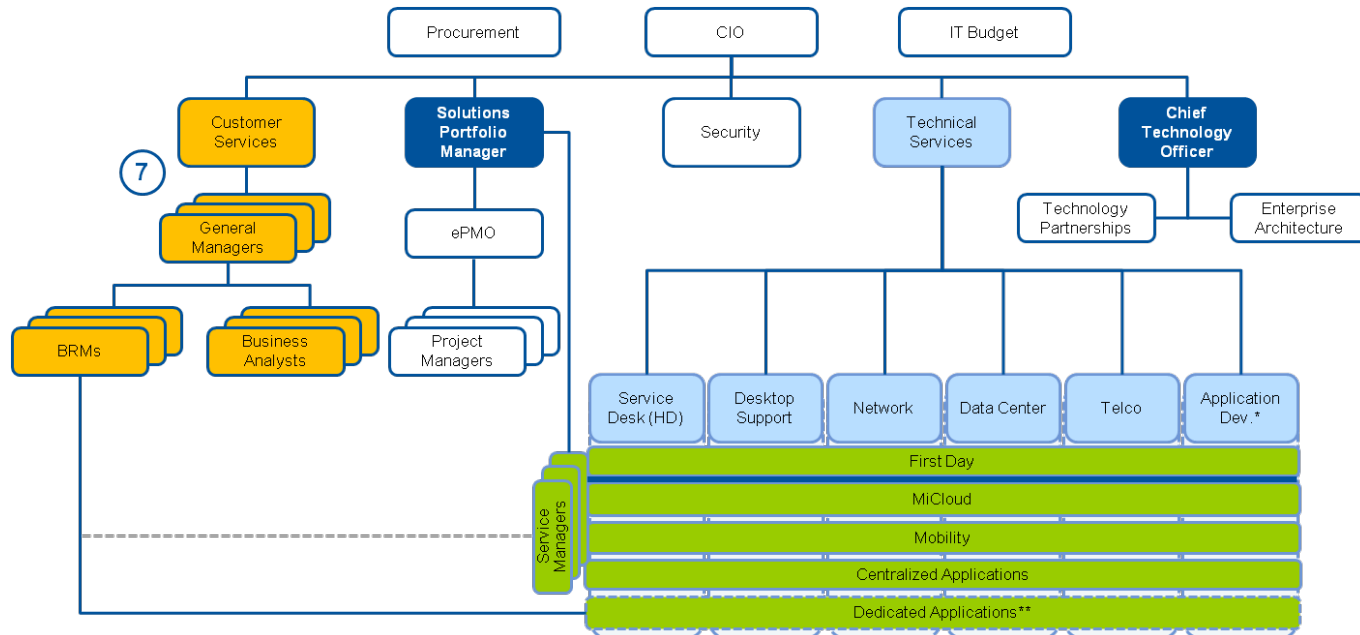 Procurement
CIO
IT Budget
Customer
Services
Solutions
Portfolio
Manager
Security
Technical
Services
Chief
Technology
Officer
7
General
Managers
ePMO
Technology
Partnerships
Enterprise
Architecture
BRMs
Business
Analysts
Project
Managers
Service
Desk (HD)
Desktop
Support
Network
Data Center
Telco
Application
Dev.*
Service
Managers
First Day
MiCloud
Mobility
Centralized Applications
Dedicated Applications**